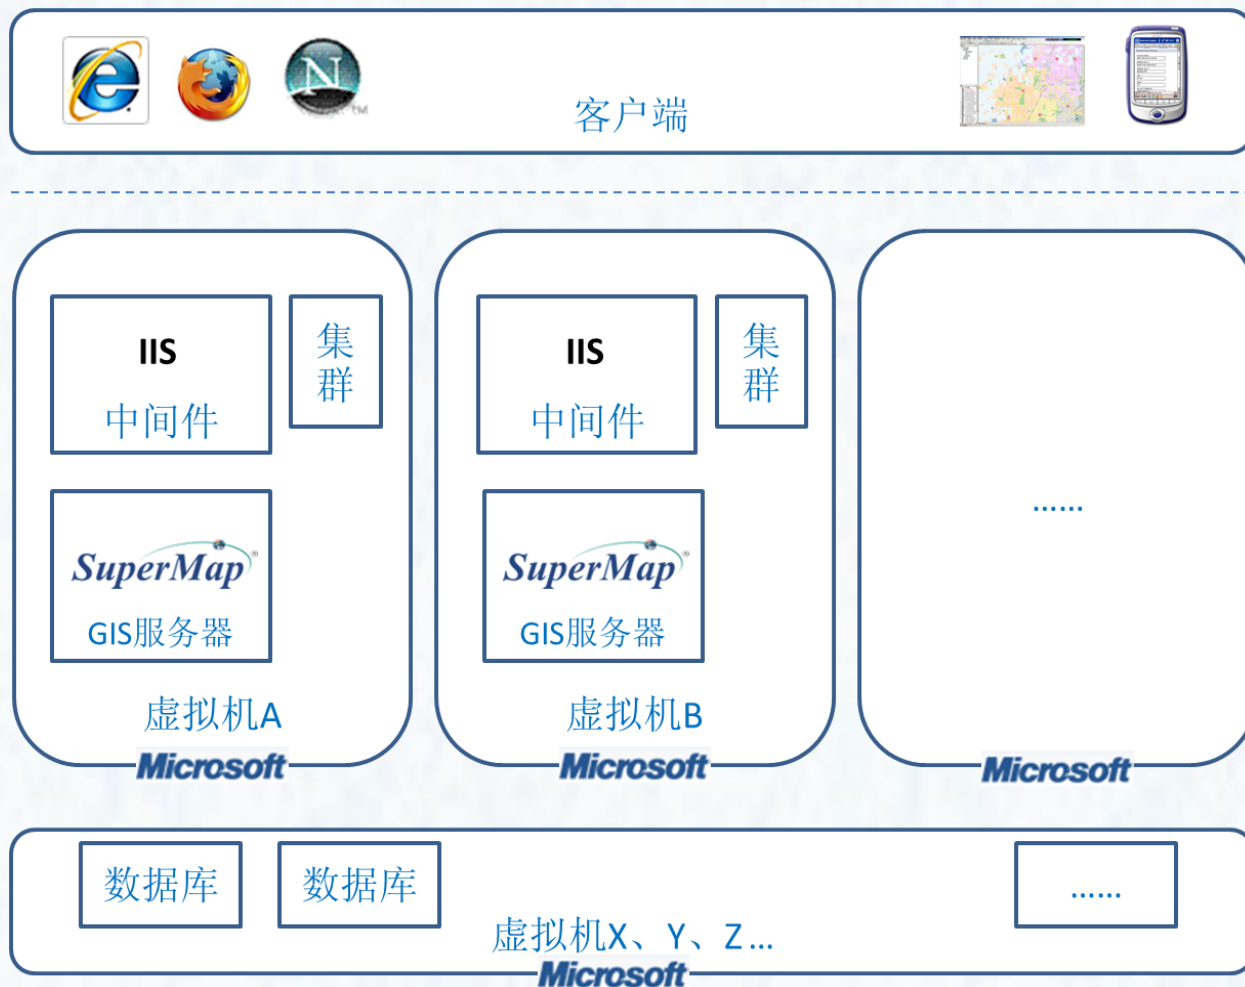 客户端
IIS
中间件
集
群
SuperMap®
GIS服务器
虚拟机A
Microsoft
IIS
中间件
集
群
SuperMap®
GIS服务器
虚拟机B
Microsoft
......
Microsoft
数据库
数据库
......
虚拟机X、Y、Z...
Microsoft